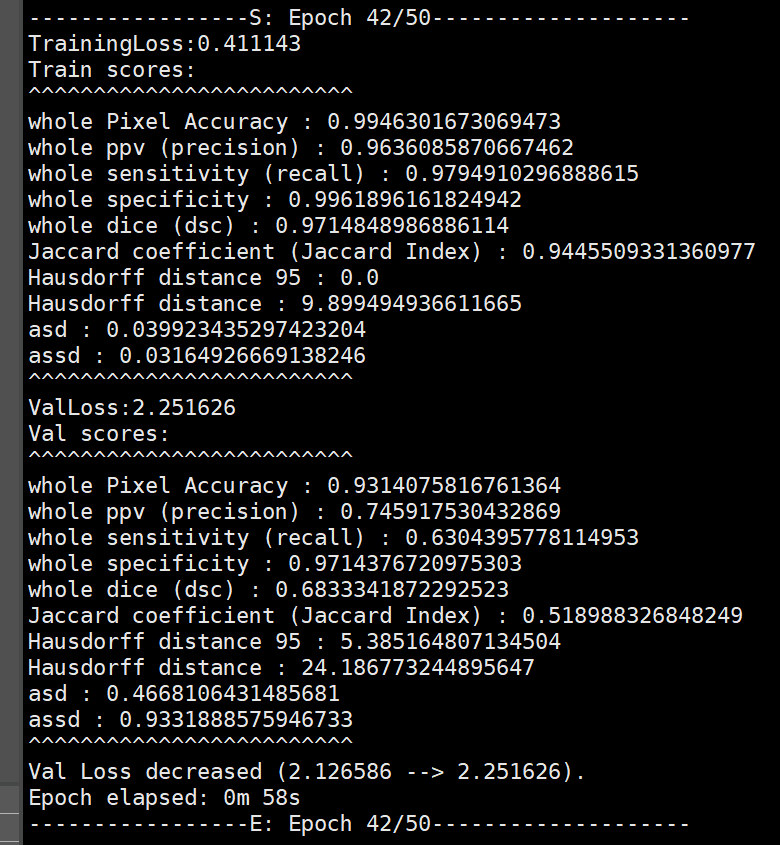 -----------------S: Epoch 42/50--------------------
TrainingLoss:0.411143
Train scores:
^^^^^^^^^^^^^^^^^^^^^^^^^
whole Pixel Accuracy : 0.9946301673069473
whole ppv (precision) : 0.9636085870667462
whole sensitivity (recall) : 0.9794910296888615
whole specificity : 0.9961896161824942
whole dice (dsc) : 0.9714848986886114
Jaccard coefficient (Jaccard Index) : 0.9445509331360977
Hausdorff distance 95 : 0.0
Hausdorff distance : 9.899494936611665
asd : 0.039923435297423204
assd : 0.03164926669138246
^^^^^^^^^^^^^^^^^^^^^^^^^
ValLoss:2.251626
Val scores:
^^^^^^^^^^^^^^^^^^^^^^^^^
whole Pixel Accuracy : 0.9314075816761364
whole ppv (precision) : 0.745917530432869
whole sensitivity (recall) : 0.6304395778114953
whole specificity : 0.9714376720975303
whole dice (dsc) : 0.6833341872292523
Jaccard coefficient (Jaccard Index) : 0.518988326848249
Hausdorff distance 95 : 5.385164807134504
Hausdorff distance : 24.186773244895647
asd : 0.4668106431485681
assd : 0.9331888575946733
^^^^^^^^^^^^^^^^^^^^^^^^^
Val Loss decreased (2.126586 --> 2.251626).
Epoch elapsed: 0m 58s
-----------------E: Epoch 42/50--------------------